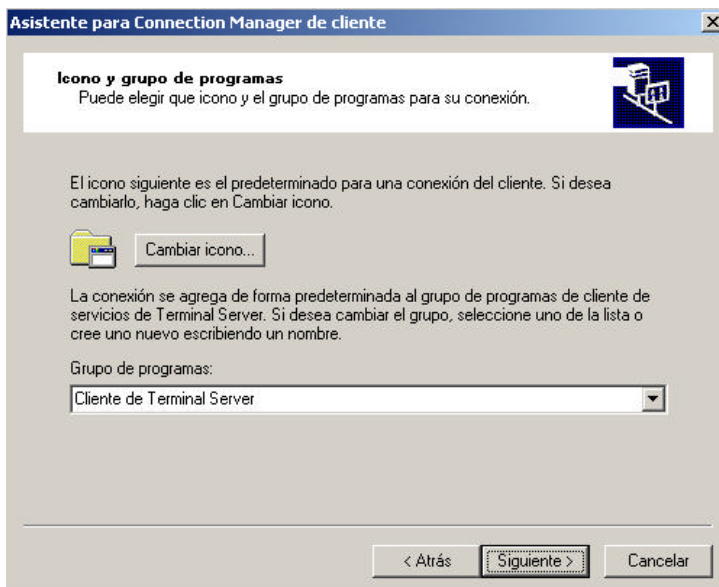 Asistente para Connection Manager de cliente
Icono y grupo de programas
Puede elegir que icono y el grupo de programas para su conexión.
El icono siguiente es el predeterminado para una conexión del cliente. Si desea
cambiarlo, haga clic en Cambiar icono.
Cambiar icono...
La conexión se agrega de forma predeterminada al grupo de programas de cliente de
servicios de Terminal Server. Si desea cambiar el grupo, seleccione uno de la lista o
cree uno nuevo escribiendo un nombre.
Grupo de programas:
Cliente de Terminal Server
< Atrás Siguiente > Cancelar